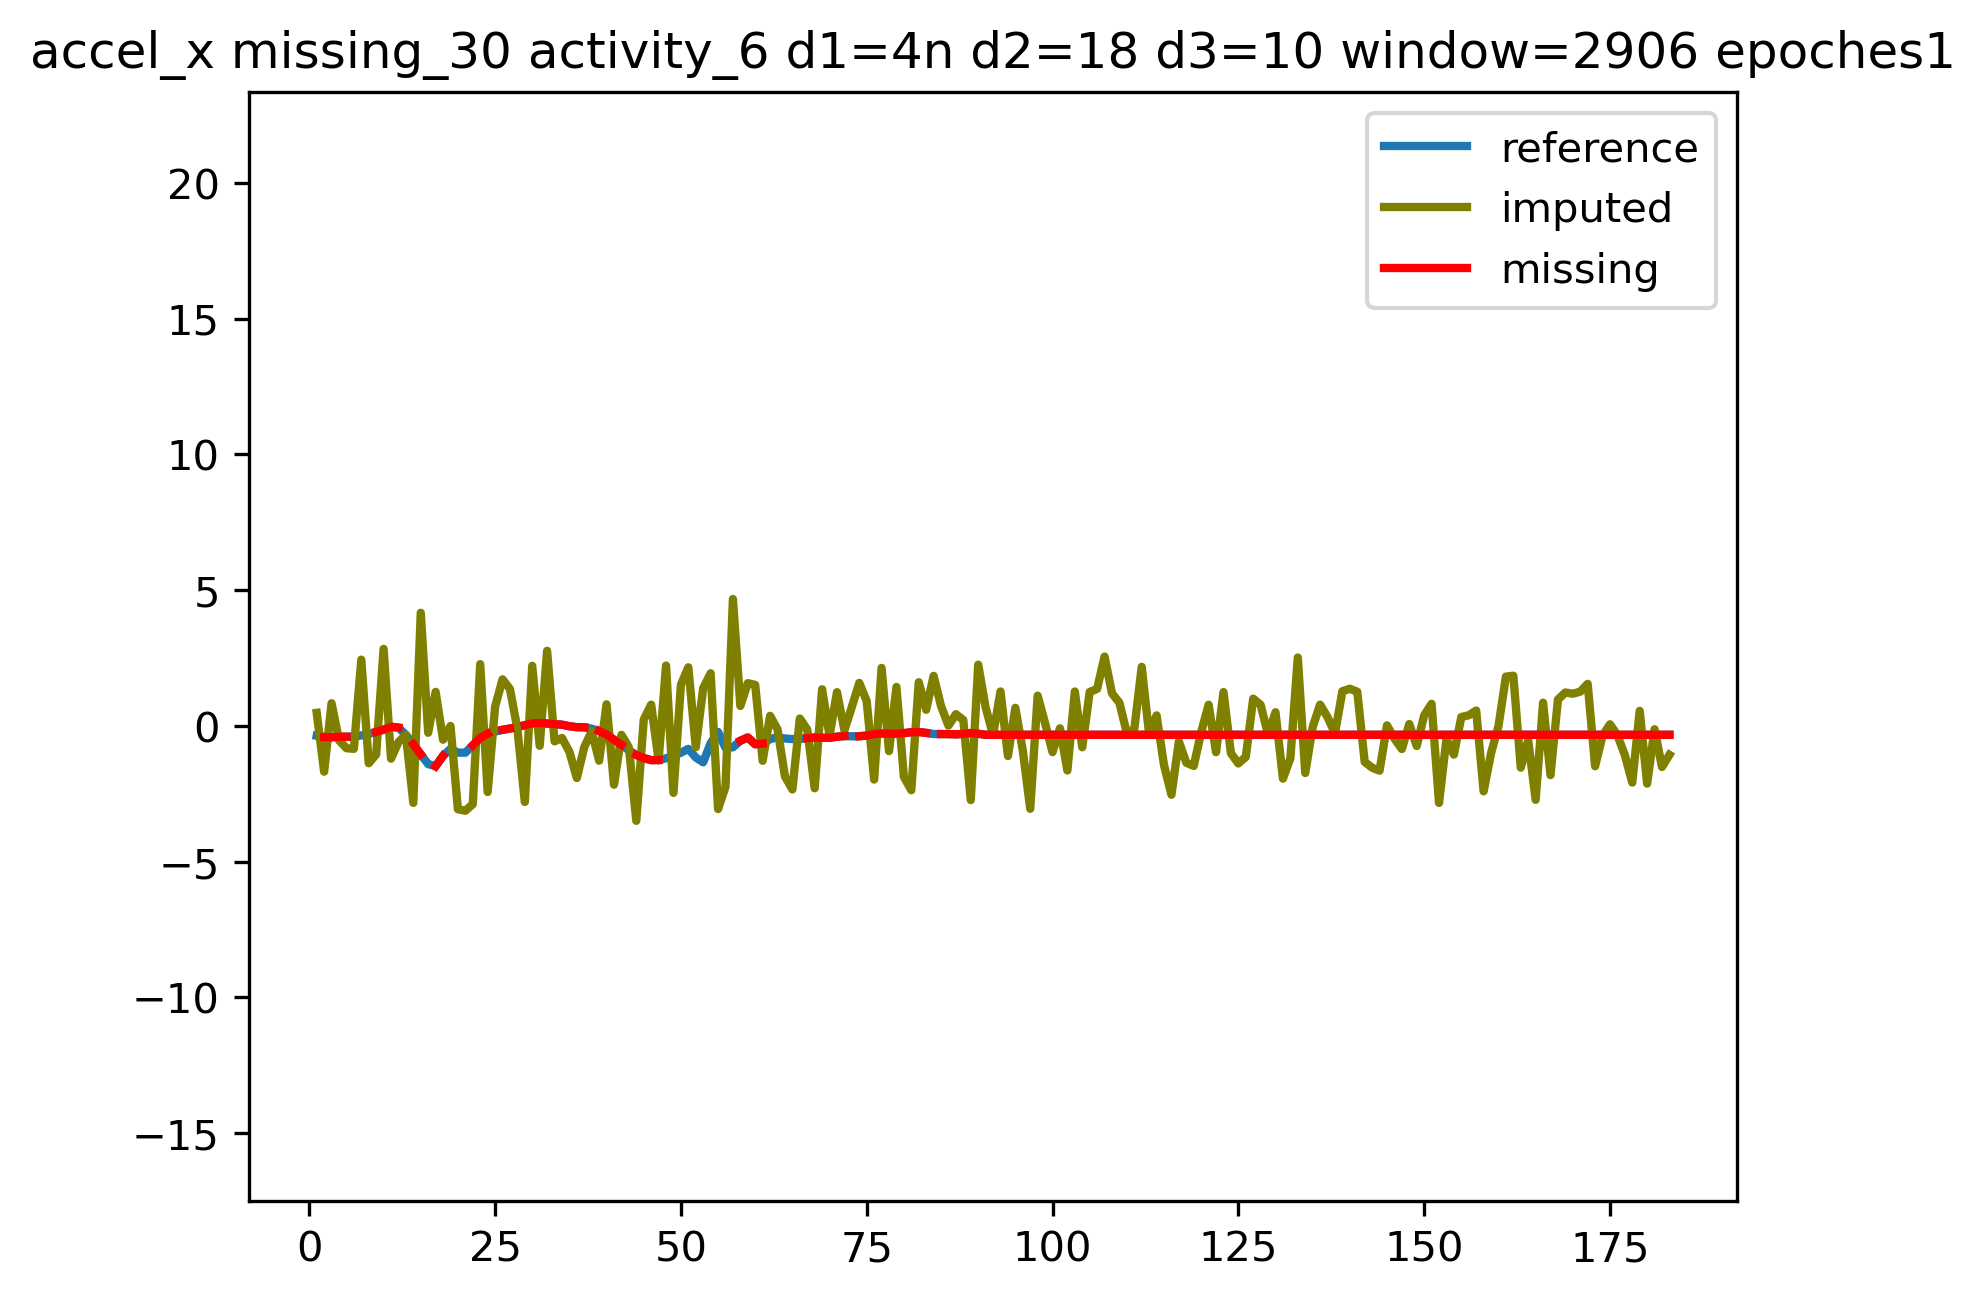 accel_x missing_30 activity_6 d1=4n d2=18 d3=10 window=2906 epoches1
reference
imputed
missing
20
15
10
5
0
−5
−10
−15
0 25 50 75 100 125 150 175